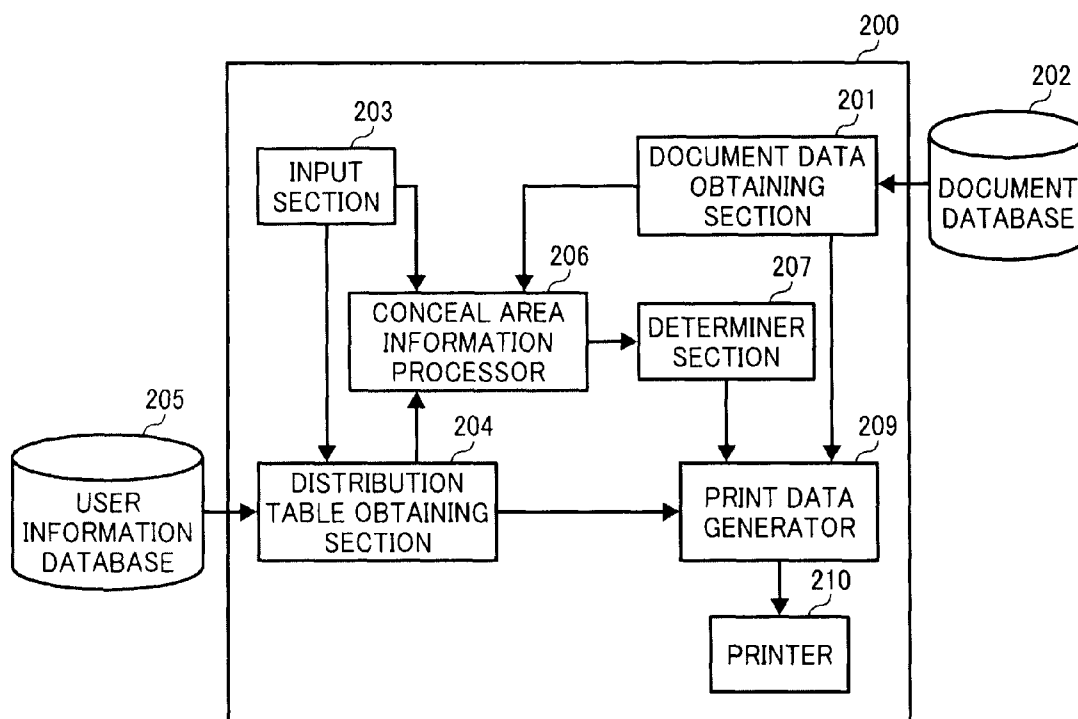 200
202
203
201
INPUT
SECTION
DOCUMENT DATA
OBTAINING
SECTION
DOCUMENT
DATABASE
206
207
CONCEAL AREA
INFORMATION
PROCESSOR
DETERMINER
SECTION
205
204
209
USER
INFORMATION
DATABASE
DISTRIBUTION
TABLE OBTAINING
SECTION
PRINT DATA
GENERATOR
210
PRINTER